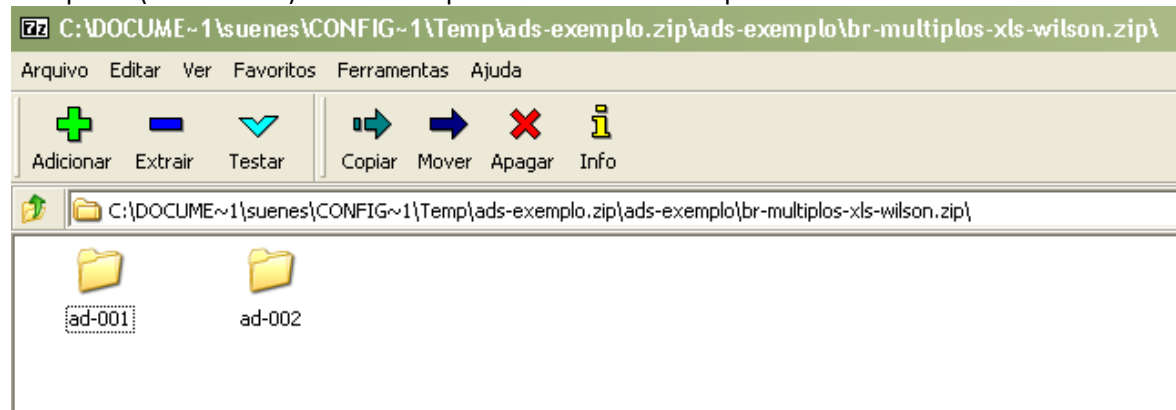 7z C:\DOCUME~1\suenes\CONFIG~1\Temp\ads-exemplo.zip\ads-exemplo\br-multiplos-xls-wilson.zip\
Arquivo Editar Ver Favoritos Ferramentas Ajuda
Adicionar Extrair Testar Copiar Mover Apagar Info
C:\DOCUME~1\suenes\CONFIG~1\Temp\ads-exemplo.zip\ads-exemplo\br-multiplos-xls-wilson.zip\
ad-001 ad-002